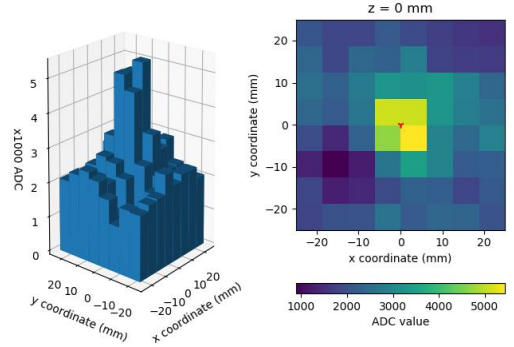 z = 0 mm
5
4
3
2
1
0
x1000 ADC
20
10
0
-10
-20
y coordinate (mm)
-20
-10
0
10
20
x coordinate (mm)
20
10
0
−10
−20
y coordinate (mm)
−20 −10 0 10 20
x coordinate (mm)
1000 2000 3000 4000 5000
ADC value